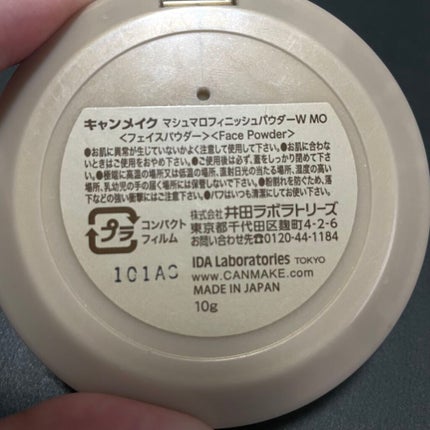 キャンメイク マシュマロフィニッシュパウダーW MO
<フェイスパウダー><Face Powder>
●お肌に異常が生じていないかよく注意して使用して下さい。●お肌に合わな
いときはご使用をおやめ下さい。●ご使用後は必ず、蓋をしっかり閉めて下さ
い。●極端に高温の場所又は低温の場所、直射日光の当たる場所、湿度の高い
場所、乳幼児の手の届く場所には保管しないで下さい。●粉割れを防ぐため、落
下などの強い衝撃にはご注意下さい。●パフはいつも清潔にしてお使い下さい。
プラ
コンパクト
フィルム
株式会社 井田ラボラトリーズ
東京都千代田区麹町4-2-6
お問い合わせ先☎0120-44-1184
101AC
IDA Laboratories TOKYO
www.CANMAKE.com
MADE IN JAPAN
10g